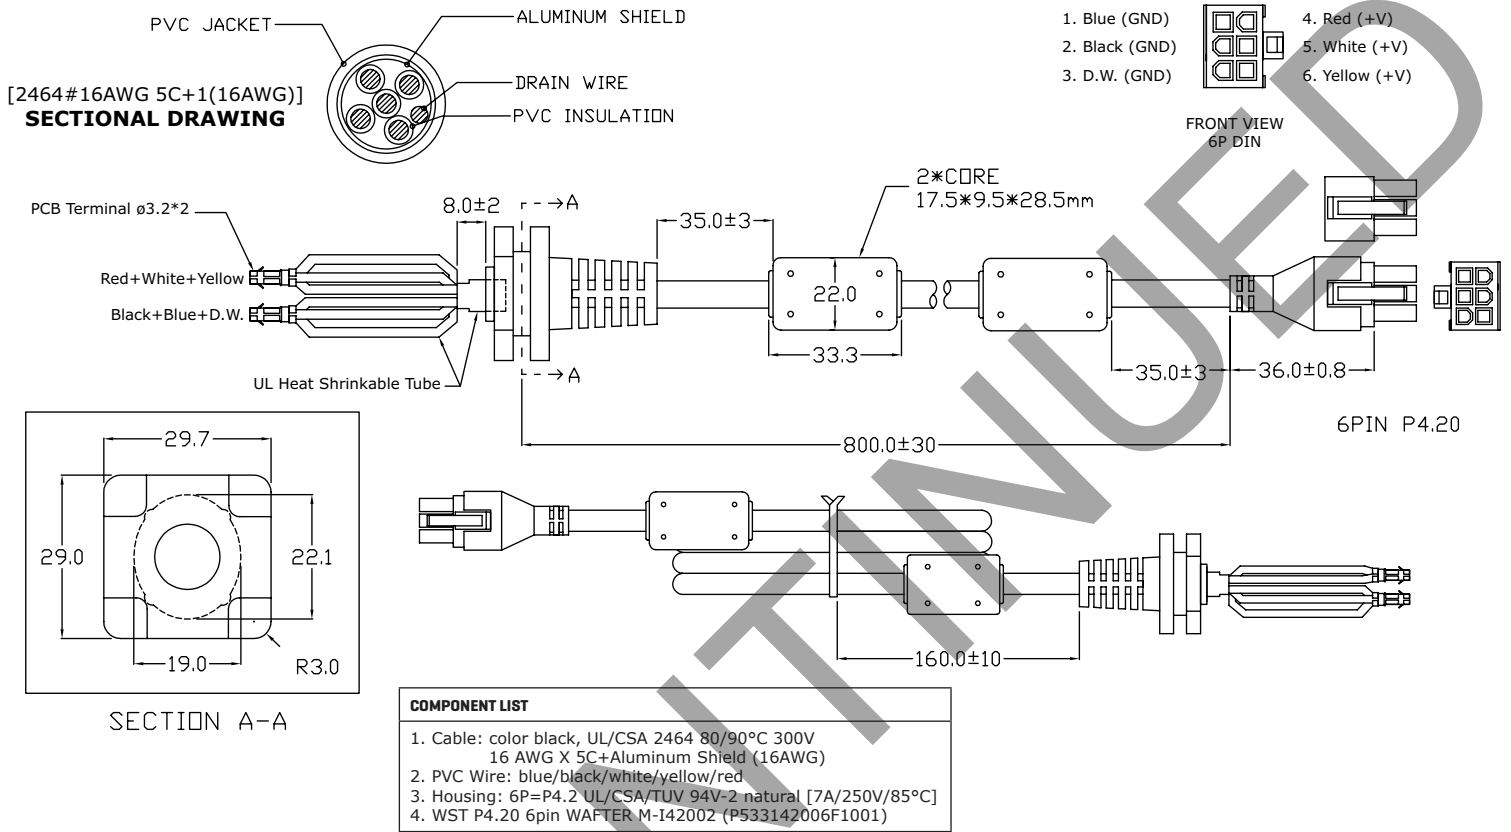 PVC JACKET
ALUMINUM SHIELD
DRAIN WIRE
PVC INSULATION
[2464#16AWG 5C+1(16AWG)]
SECTIONAL DRAWING
1. Blue (GND)
2. Black (GND)
3. D.W. (GND)
4. Red (+V)
5. White (+V)
6. Yellow (+V)
FRONT VIEW
6P DIN
PCB Terminal ø3.2*2
8.0±2
A
35.0±3
2*CORE
17.5*9.5*28.5mm
Red+White+Yellow
Black+Blue+D.W.
22.0
33.3
A
UL Heat Shrinkable Tube
35.0±3
36.0±0.8
6PIN P4.20
800.0±30
29.7
29.0
22.1
19.0
R3.0
SECTION A-A
160.0±10
COMPONENT LIST
1. Cable: color black, UL/CSA 2464 80/90°C 300V
16 AWG X 5C+Aluminum Shield (16AWG)
2. PVC Wire: blue/black/white/yellow/red
3. Housing: 6P=P4.2 UL/CSA/TUV 94V-2 natural [7A/250V/85°C]
4. WST P4.20 6pin WAFTER M-I42002 (P533142006F1001)
NTINUED